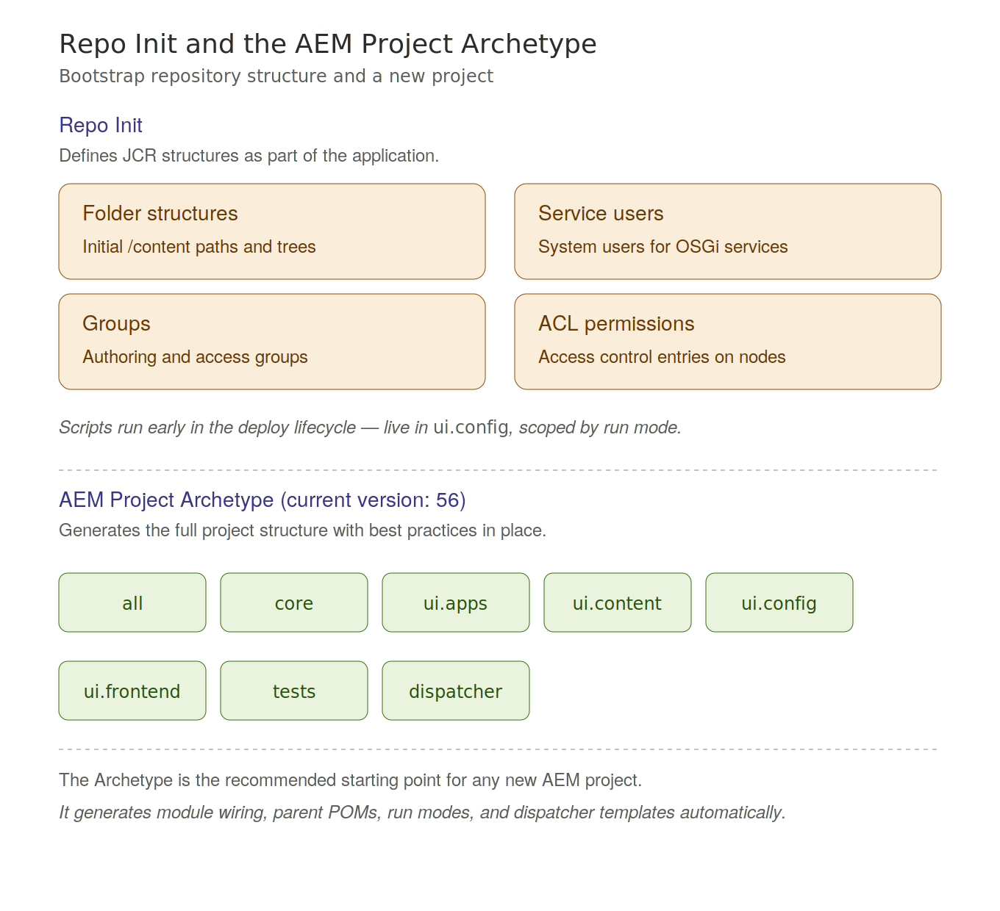 Repo Init and the AEM Project Archetype
Bootstrap repository structure and a new project
Repo Init
Defines JCR structures as part of the application.
Folder structures
Initial /content paths and trees
Service users
System users for OSGi services
Groups
Authoring and access groups
ACL permissions
Access control entries on nodes
Scripts run early in the deploy lifecycle — live in ui.config, scoped by run mode.
AEM Project Archetype (current version: 56)
Generates the full project structure with best practices in place.
all
core
ui.apps
ui.content
ui.config
ui.frontend
tests
dispatcher
The Archetype is the recommended starting point for any new AEM project.
It generates module wiring, parent POMs, run modes, and dispatcher templates automatically.